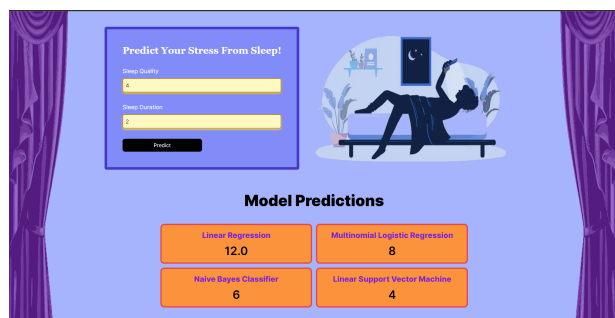 Predict Your Stress From Sleep!
Sleep Quality
4
Sleep Duration
2
Predict
Model Predictions
Linear Regression
12.0
Multinomial Logistic Regression
8
Naive Bayes Classifier
6
Linear Support Vector Machine
4